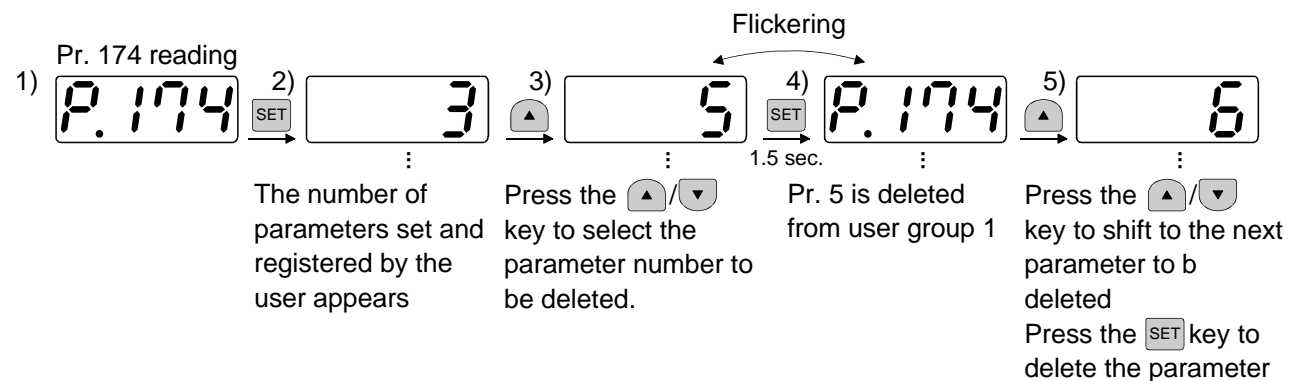 Flickering
Pr. 174 reading
1) P.174 2) SET 3 3) 5 4) SET P.174 5) 6
1.5 sec.
The number of
parameters set and
registered by the
user appears
Press the /
key to select the
parameter number to
be deleted.
Pr. 5 is deleted
from user group 1
Press the /
key to shift to the next
parameter to b
deleted
Press the SET key to
delete the parameter